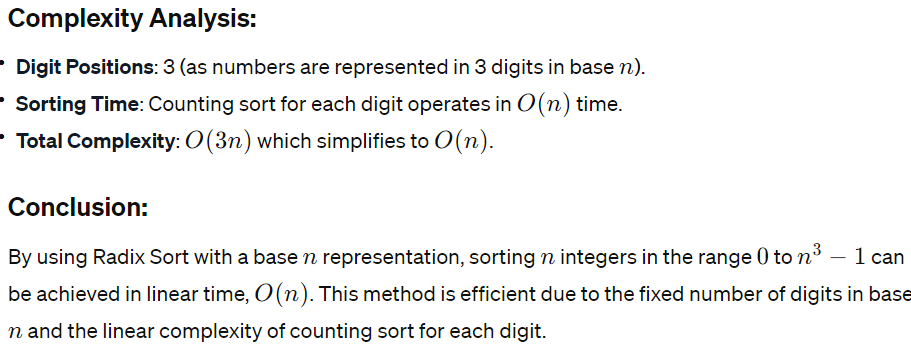 Complexity Analysis:
• Digit Positions: 3 (as numbers are represented in 3 digits in base n).
• Sorting Time: Counting sort for each digit operates in O(n) time.
• Total Complexity: O(3n) which simplifies to O(n).
Conclusion:
By using Radix Sort with a base n representation, sorting n integers in the range 0 to n³ − 1 can
be achieved in linear time, O(n). This method is efficient due to the fixed number of digits in base
n and the linear complexity of counting sort for each digit.